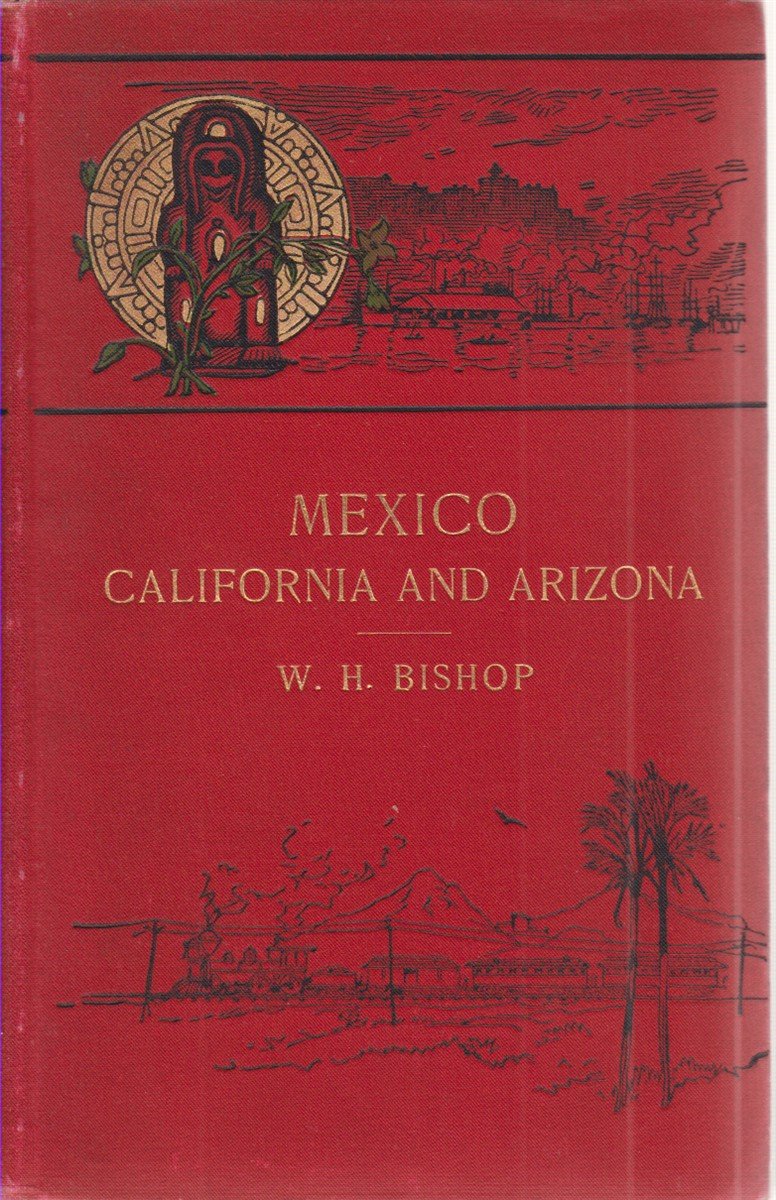 MEXICO
CALIFORNIA AND ARIZONA
W. H. BISHOP